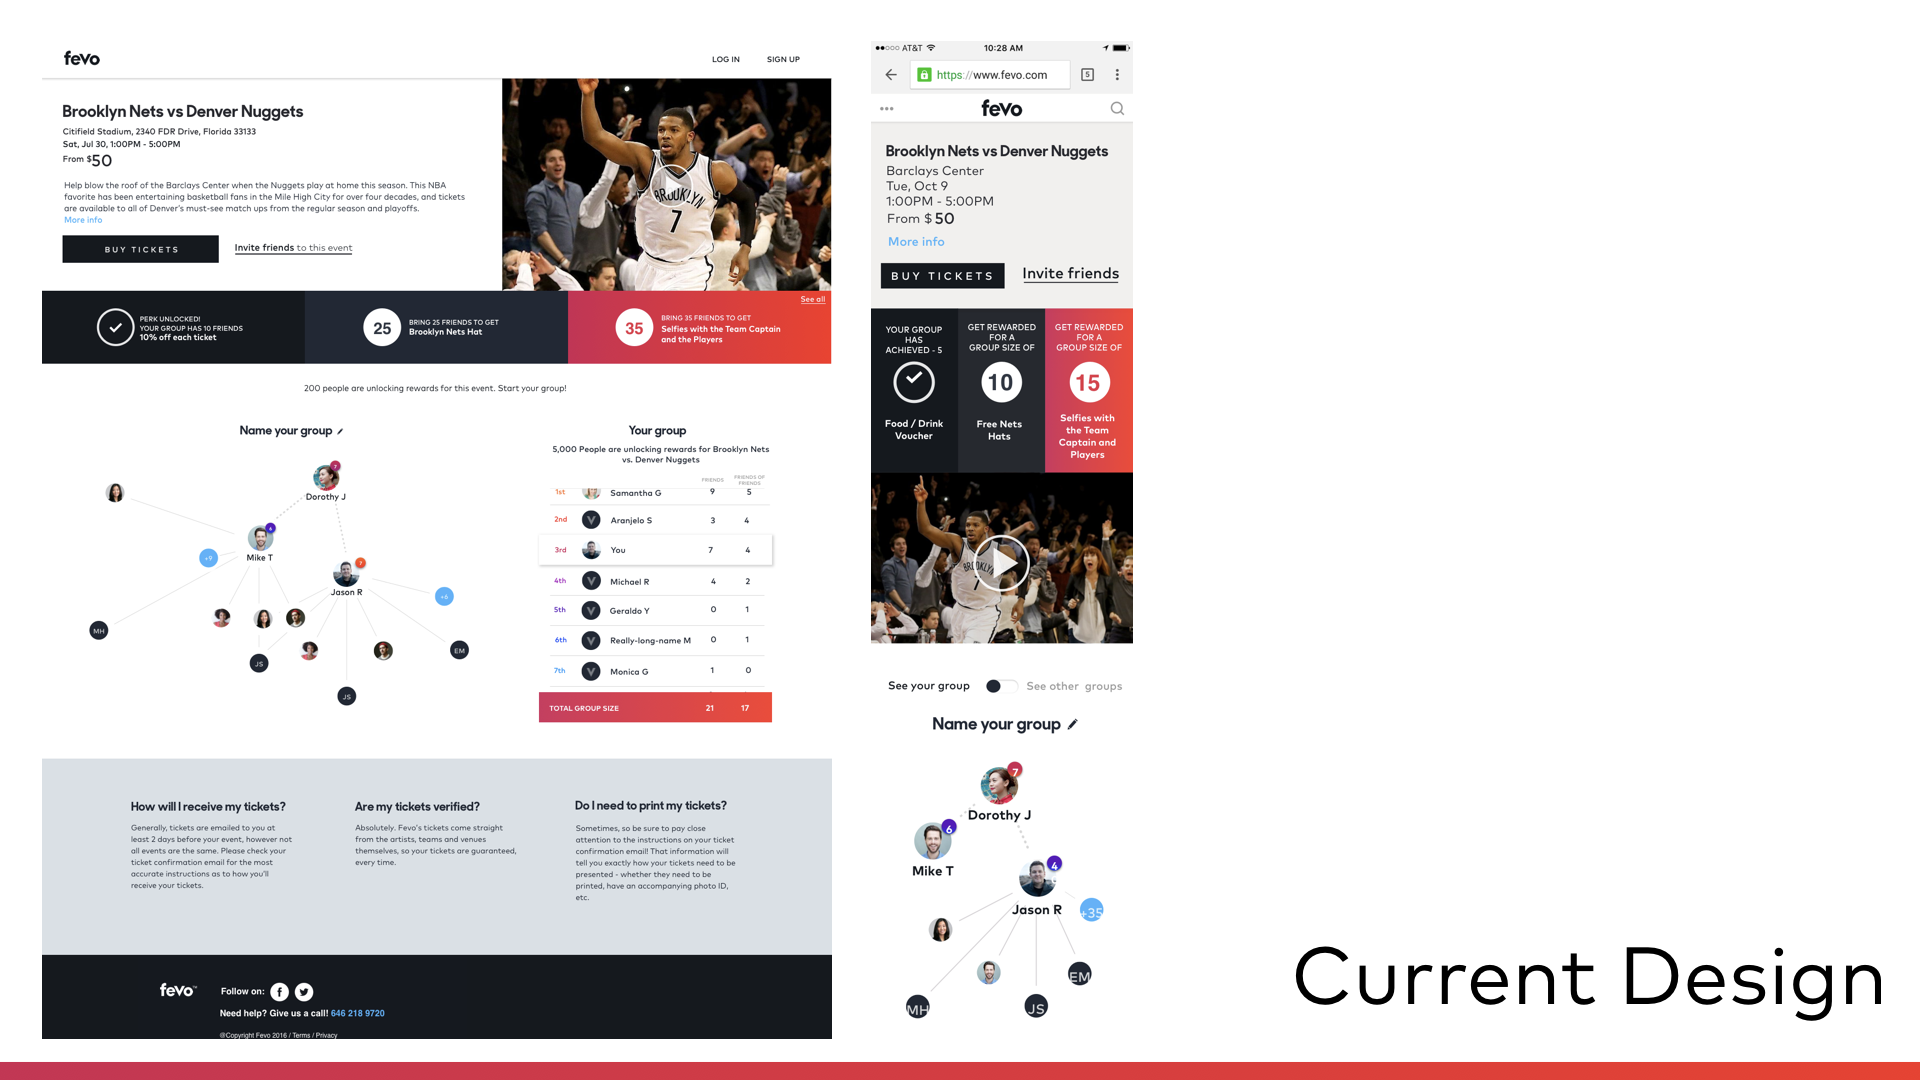 fevo
LOG IN
SIGN UP
Brooklyn Nets vs Denver Nuggets
Citifield Stadium, 2340 FDR Drive, Florida 33133
Sat, Jul 30, 1:00PM - 5:00PM
From $50
Help blow the roof of the Barclays Center when the Nuggets play at home this season. This NBA
favorite has been entertaining basketball fans in the Mile High City for over four decades, and tickets
are available to all of Denver's must-see match ups from the regular season and playoffs.
More info
BUY TICKETS
Invite friends to this event
BROOKLYN
7
See all
PERK UNLOCKED!
YOUR GROUP HAS 10 FRIENDS
10% off each ticket
25
BRING 25 FRIENDS TO GET
Brooklyn Nets Hat
35
BRING 35 FRIENDS TO GET
Selfies with the Team Captain
and the Players
200 people are unlocking rewards for this event. Start your group!
Name your group
7
Dorothy J
6
Mike T
+9
7
Jason R
+6
MH
JS
EM
JS
Your group
5,000 People are unlocking rewards for Brooklyn Nets
vs. Denver Nuggets
FRIENDS
FRIENDS OF
FRIENDS
1st Samantha G 9 5
2nd Aranjelo S 3 4
3rd You 7 4
4th Michael R 4 2
5th Geraldo Y 0 1
6th Really-long-name M 0 1
7th Monica G 1 0
TOTAL GROUP SIZE 21 17
How will I receive my tickets?
Generally, tickets are emailed to you at
least 2 days before your event, however not
all events are the same. Please check your
ticket confirmation email for the most
accurate instructions as to how you'll
receive your tickets.
Are my tickets verified?
Absolutely. Fevo's tickets come straight
from the artists, teams and venues
themselves, so your tickets are guaranteed,
every time.
Do I need to print my tickets?
Sometimes, so be sure to pay close
attention to the instructions on your ticket
confirmation email! That information will
tell you exactly how your tickets need to be
presented - whether they need to be
printed, have an accompanying photo ID,
etc.
fevo™
Follow on:
Need help? Give us a call! 646 218 9720
@Copyright Fevo 2016 / Terms / Privacy
AT&T
10:28 AM
https://www.fevo.com
5
fevo
Brooklyn Nets vs Denver Nuggets
Barclays Center
Tue, Oct 9
1:00PM - 5:00PM
From $50
More info
BUY TICKETS
Invite friends
YOUR GROUP
HAS
ACHIEVED - 5
Food / Drink
Voucher
GET REWARDED
FOR A
GROUP SIZE OF
10
Free Nets
Hats
GET REWARDED
FOR A
GROUP SIZE OF
15
Selfies with
the Team
Captain and
Players
BROOKLYN
7
See your group
See other groups
Name your group
7
Dorothy J
6
Mike T
4
Jason R
+35
EM
MH
JS
Current Design